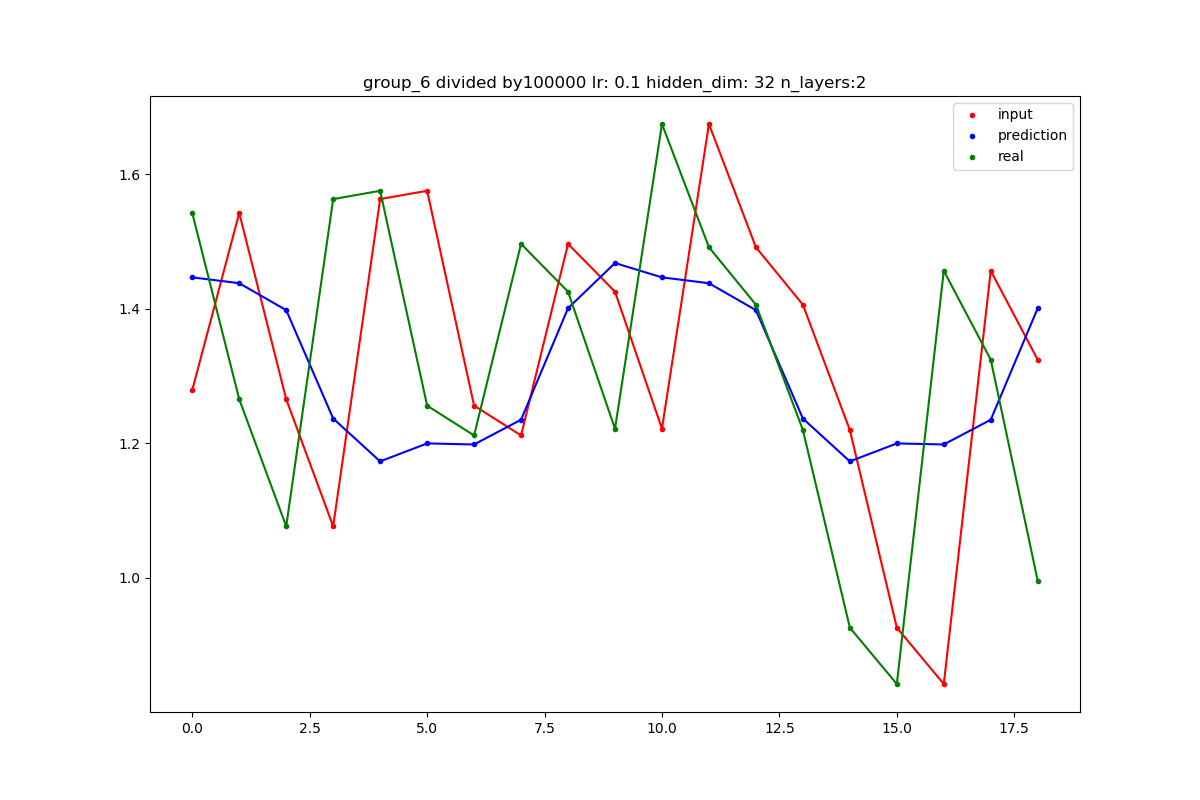 group_6 divided by100000 lr: 0.1 hidden_dim: 32 n_layers:2
input
prediction
real
1.6
1.4
1.2
1.0
0.0 2.5 5.0 7.5 10.0 12.5 15.0 17.5